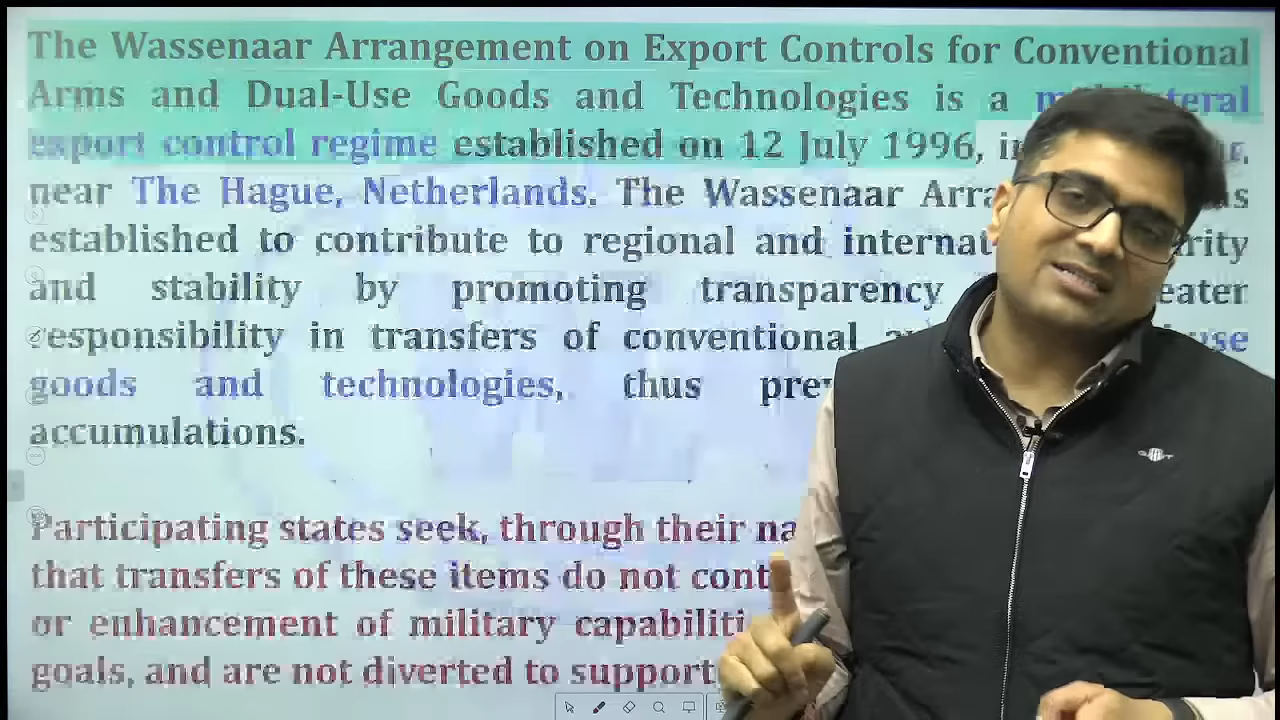 The Wassenaar Arrangement on Export Controls for Conventional
Arms and Dual-Use Goods and Technologies is a
export control regime established on 12 July 1996,
near The Hague, Netherlands. The Wassenaar
established to contribute to regional and
and stability by promoting transparency
responsibility in transfers of conventional
goods and technologies, thus
accumulations.
Participating states seek, through their
that transfers of these items do not
or enhancement of military
goals, and are not diverted to support